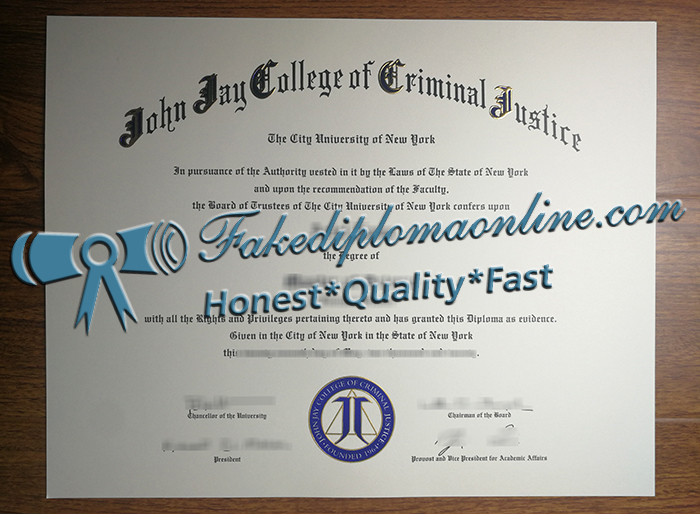 John Jay College of Criminal Justice
The City University of New York
In pursuance of the Authority vested in it by the Laws of The State of New York
and upon the recommendation of the Faculty,
the Board of Trustees of The City University of New York confers upon
Fakediplomaonline.com
the Degree of
Honest*Quality*Fast
with all the Rights and Privileges pertaining thereto and has granted this Diploma as evidence.
Given in the City of New York in the State of New York
this
Chancellor of the University
Chairman of the Board
JOHN JAY COLLEGE OF CRIMINAL JUSTICE
FOUNDED 1964
President
Provost and Vice President for Academic Affairs